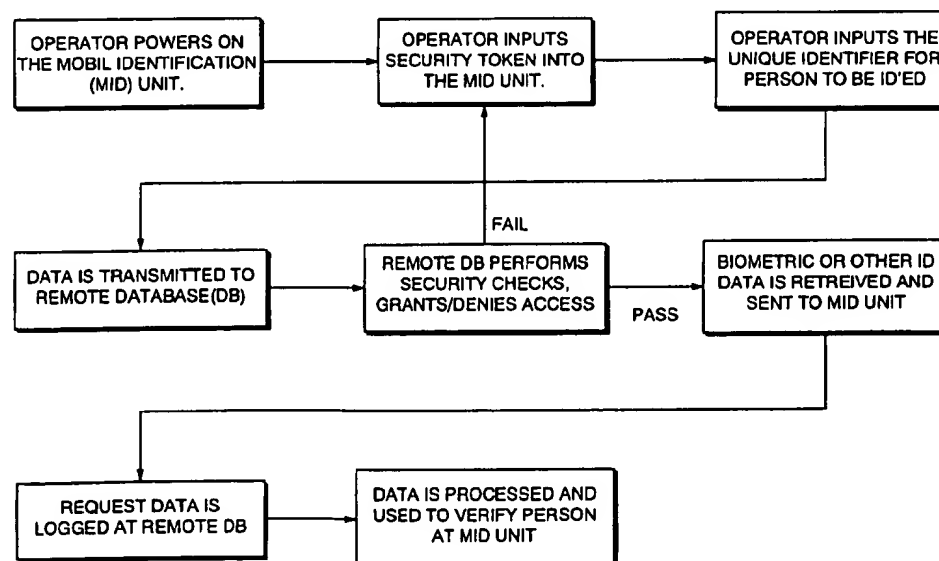 OPERATOR POWERS ON
THE MOBIL IDENTIFICATION
(MID) UNIT.
OPERATOR INPUTS
SECURITY TOKEN INTO
THE MID UNIT.
OPERATOR INPUTS THE
UNIQUE IDENTIFIER FOR
PERSON TO BE ID'ED
DATA IS TRANSMITTED TO
REMOTE DATABASE(DB)
FAIL
REMOTE DB PERFORMS
SECURITY CHECKS,
GRANTS/DENIES ACCESS
PASS
BIOMETRIC OR OTHER ID
DATA IS RETREIVED AND
SENT TO MID UNIT
REQUEST DATA IS
LOGGED AT REMOTE DB
DATA IS PROCESSED AND
USED TO VERIFY PERSON
AT MID UNIT